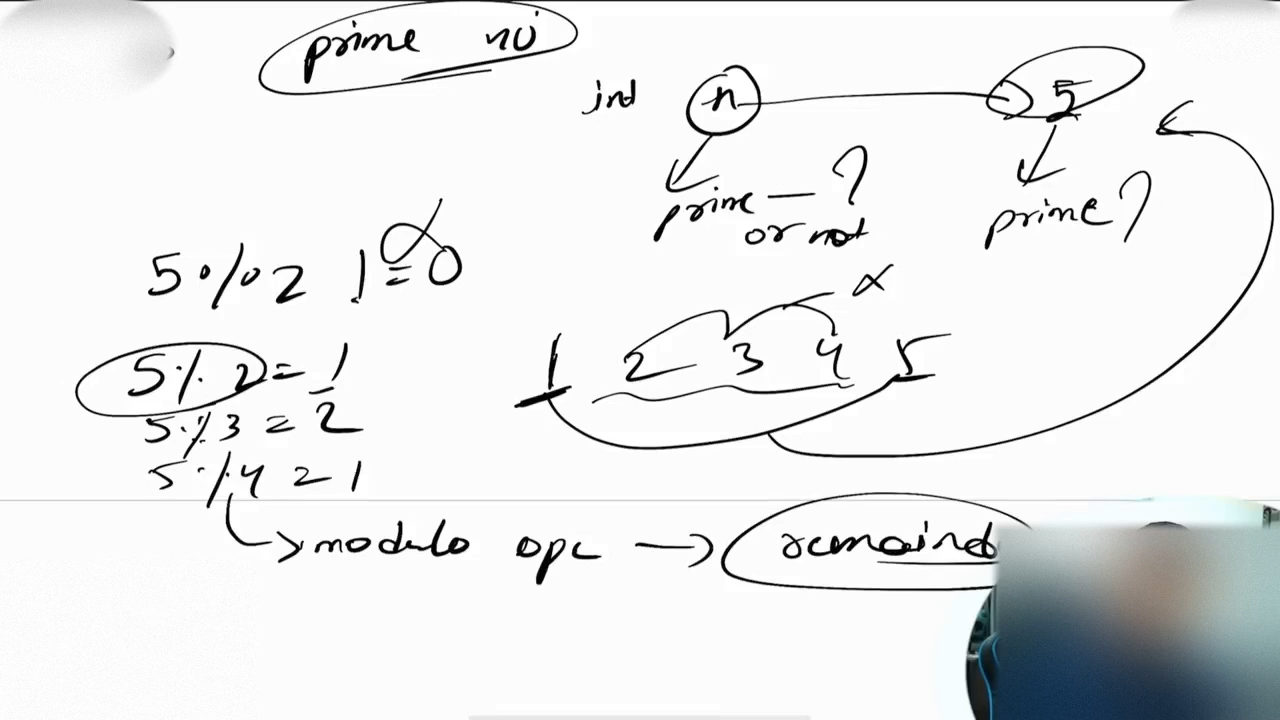 prime no
int n 5
prime — ?
or not
prime?
5 % 2 != 0
1 2 3 4 5
5 % 2 = 1
5 % 3 = 2
5 % 4 = 1
modulo ope → remaind